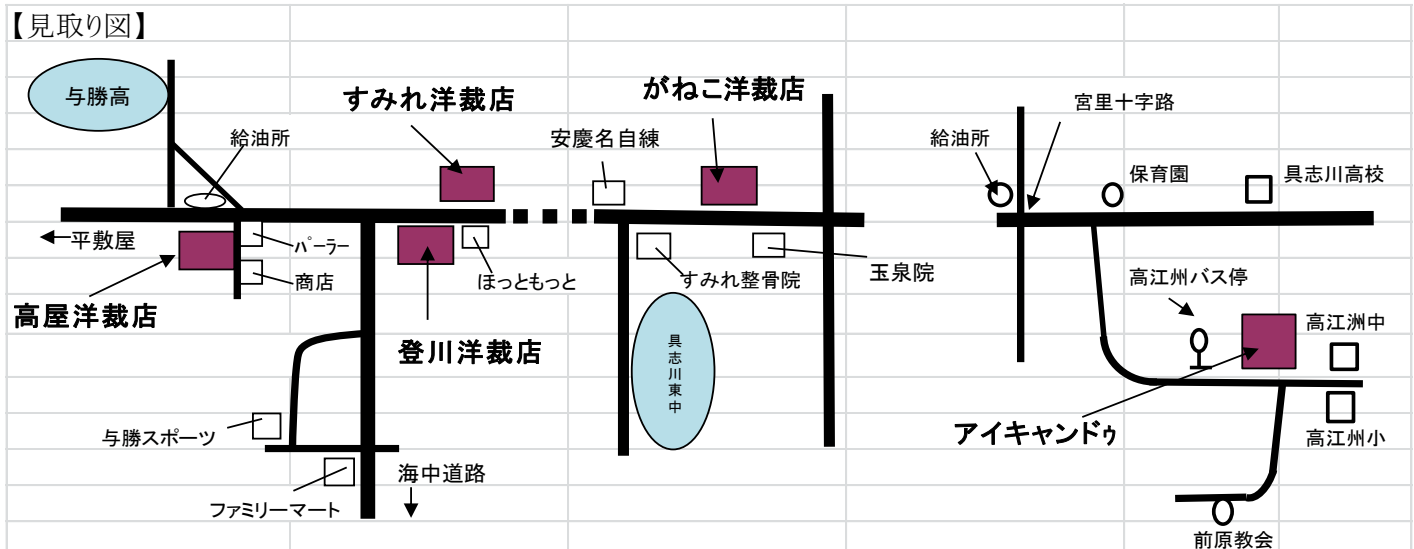 【見取り図】
与勝高
給油所
すみれ洋裁店
安慶名自練
がねこ洋裁店
給油所
宮里十字路
保育園
具志川高校
平敷屋
パーラー
商店
高屋洋裁店
ほっともっと
登川洋裁店
すみれ整骨院
玉泉院
具志川東中
高江州バス停
高江洲中
アイキャンドゥ
高江州小
与勝スポーツ
ファミリーマート
海中道路
前原教会